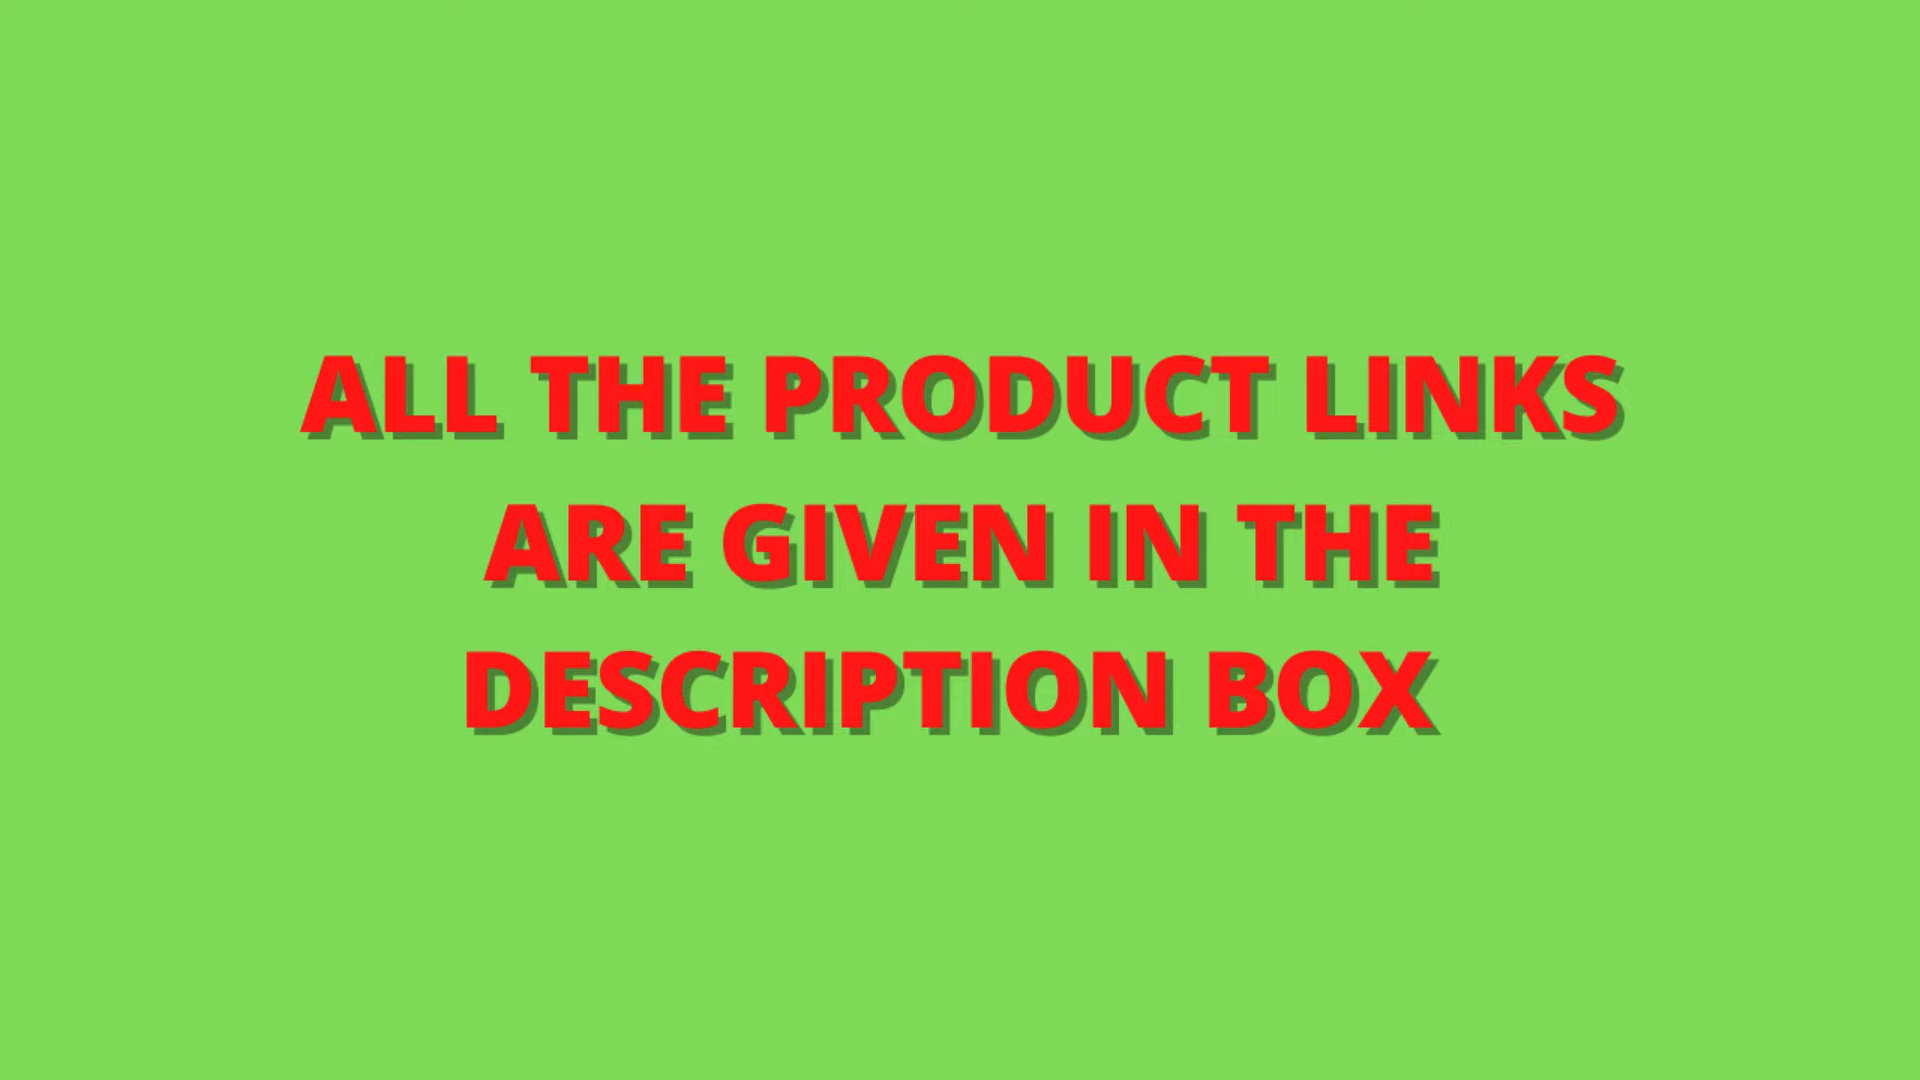 ALL THE PRODUCT LINKS
ARE GIVEN IN THE
DESCRIPTION BOX